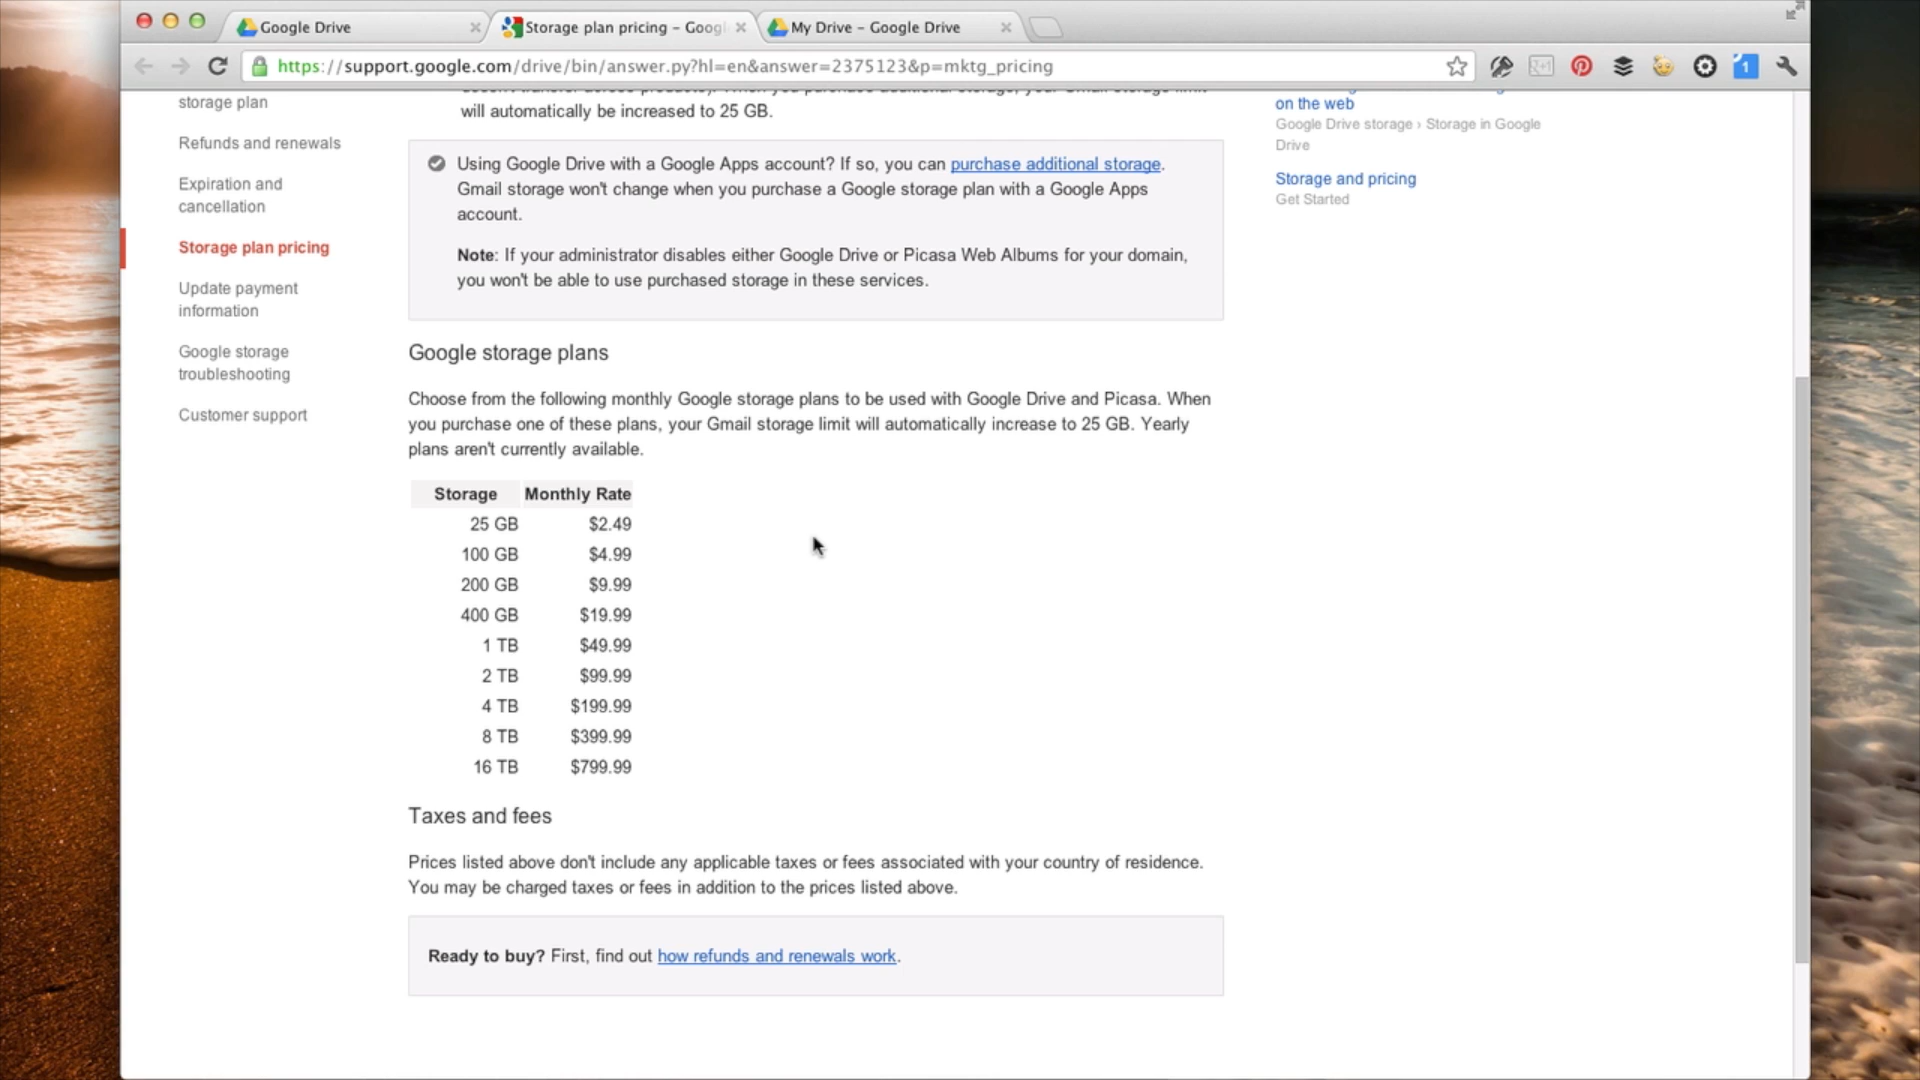 Google Drive
Storage plan pricing – Goog
My Drive – Google Drive
https://support.google.com/drive/bin/answer.py?hl=en&answer=2375123&p=mktg_pricing
1
storage plan
Refunds and renewals
Expiration and
cancellation
Storage plan pricing
Update payment
information
Google storage
troubleshooting
Customer support
will automatically be increased to 25 GB.
Using Google Drive with a Google Apps account? If so, you can purchase additional storage.
Gmail storage won't change when you purchase a Google storage plan with a Google Apps
account.
Note: If your administrator disables either Google Drive or Picasa Web Albums for your domain,
you won't be able to use purchased storage in these services.
Google storage plans
Choose from the following monthly Google storage plans to be used with Google Drive and Picasa. When
you purchase one of these plans, your Gmail storage limit will automatically increase to 25 GB. Yearly
plans aren't currently available.
Storage Monthly Rate
25 GB $2.49
100 GB $4.99
200 GB $9.99
400 GB $19.99
1 TB $49.99
2 TB $99.99
4 TB $199.99
8 TB $399.99
16 TB $799.99
Taxes and fees
Prices listed above don't include any applicable taxes or fees associated with your country of residence.
You may be charged taxes or fees in addition to the prices listed above.
Ready to buy? First, find out how refunds and renewals work.
on the web
Google Drive storage › Storage in Google
Drive
Storage and pricing
Get Started